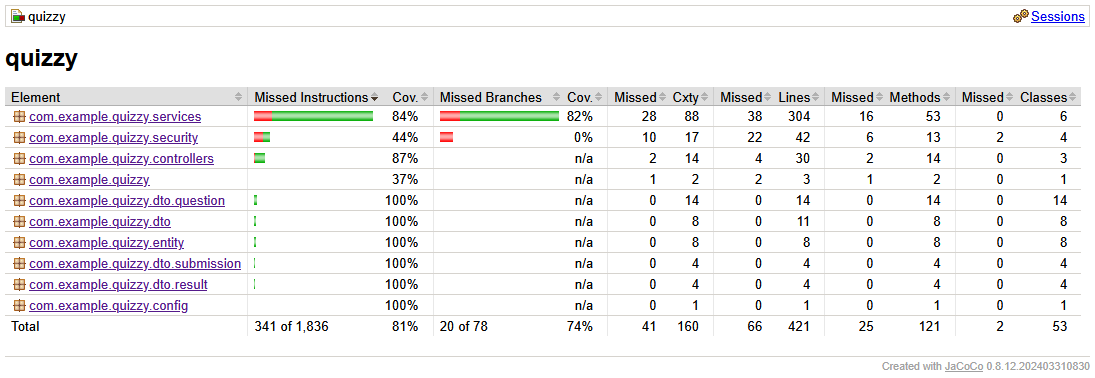 quizzy Sessions
quizzy
Element Missed Instructions Cov. Missed Branches Cov. Missed Cxty Missed Lines Missed Methods Missed Classes
com.example.quizzy.services 84% 82% 28 88 38 304 16 53 0 6
com.example.quizzy.security 44% 0% 10 17 22 42 6 13 2 4
com.example.quizzy.controllers 87% n/a 2 14 4 30 2 14 0 3
com.example.quizzy 37% n/a 1 2 2 3 1 2 0 1
com.example.quizzy.dto.question 100% n/a 0 14 0 14 0 14 0 14
com.example.quizzy.dto 100% n/a 0 8 0 11 0 8 0 8
com.example.quizzy.entity 100% n/a 0 8 0 8 0 8 0 8
com.example.quizzy.dto.submission 100% n/a 0 4 0 4 0 4 0 4
com.example.quizzy.dto.result 100% n/a 0 4 0 4 0 4 0 4
com.example.quizzy.config 100% n/a 0 1 0 1 0 1 0 1
Total 341 of 1,836 81% 20 of 78 74% 41 160 66 421 25 121 2 53
Created with JaCoCo 0.8.12.202403310830